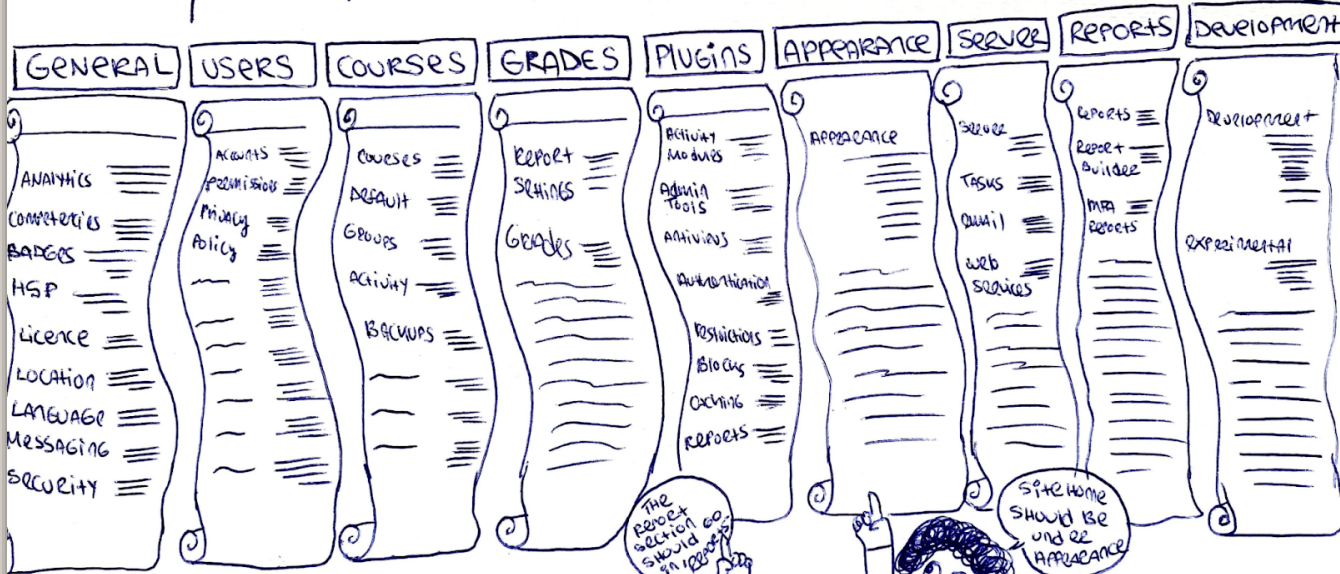 GENERAL
USERS
COURSES
GRADES
PLUGINS
APPEARANCE
SERVER
REPORTS
DEVELOPMENT
ANALYTICS
COMPETENCIES
BADGES
H5P
LICENCE
LOCATION
LANGUAGE
MESSAGING
SECURITY
ACCOUNTS
PERMISSIONS
PRIVACY
POLICY
COURSES
DEFAULT
GROUPS
ACTIVITY
BACKUPS
REPORT
SETTINGS
GRADES
ACTIVITY
MODULES
ADMIN
TOOLS
ANTIVIRUS
AUTHENTICATION
RESTRICTIONS
BLOCKS
CACHING
REPORTS
APPEARANCE
SERVER
TASKS
EMAIL
WEB
SERVICES
REPORTS
REPORT
BUILDER
MFA
REPORTS
DEVELOPMENT
EXPERIMENTAL
THE
REPORT
SECTION
SHOULD GO
IN REPORTS
SITE HOME
SHOULD BE
UNDER
APPEARANCE